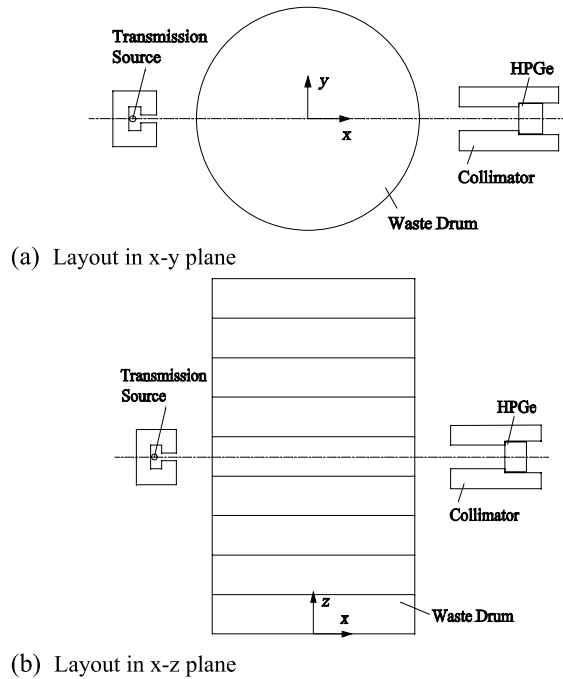 Transmission
Source
HPGe
y
x
Collimator
Waste Drum
(a) Layout in x-y plane
Transmission
Source
HPGe
Collimator
z
x
Waste Drum
(b) Layout in x-z plane